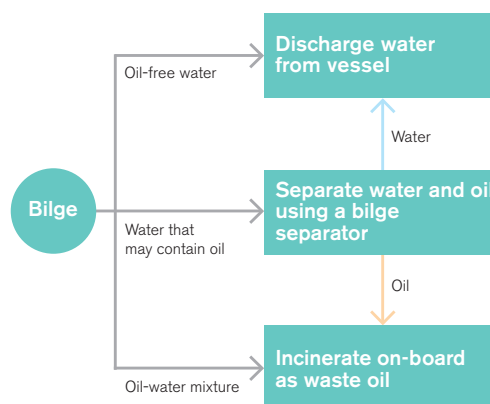 Discharge water
from vessel
Oil-free water
Water
Bilge
Separate water and oil
using a bilge
separator
Water that
may contain oil
Oil
Incinerate on-board
as waste oil
Oil-water mixture